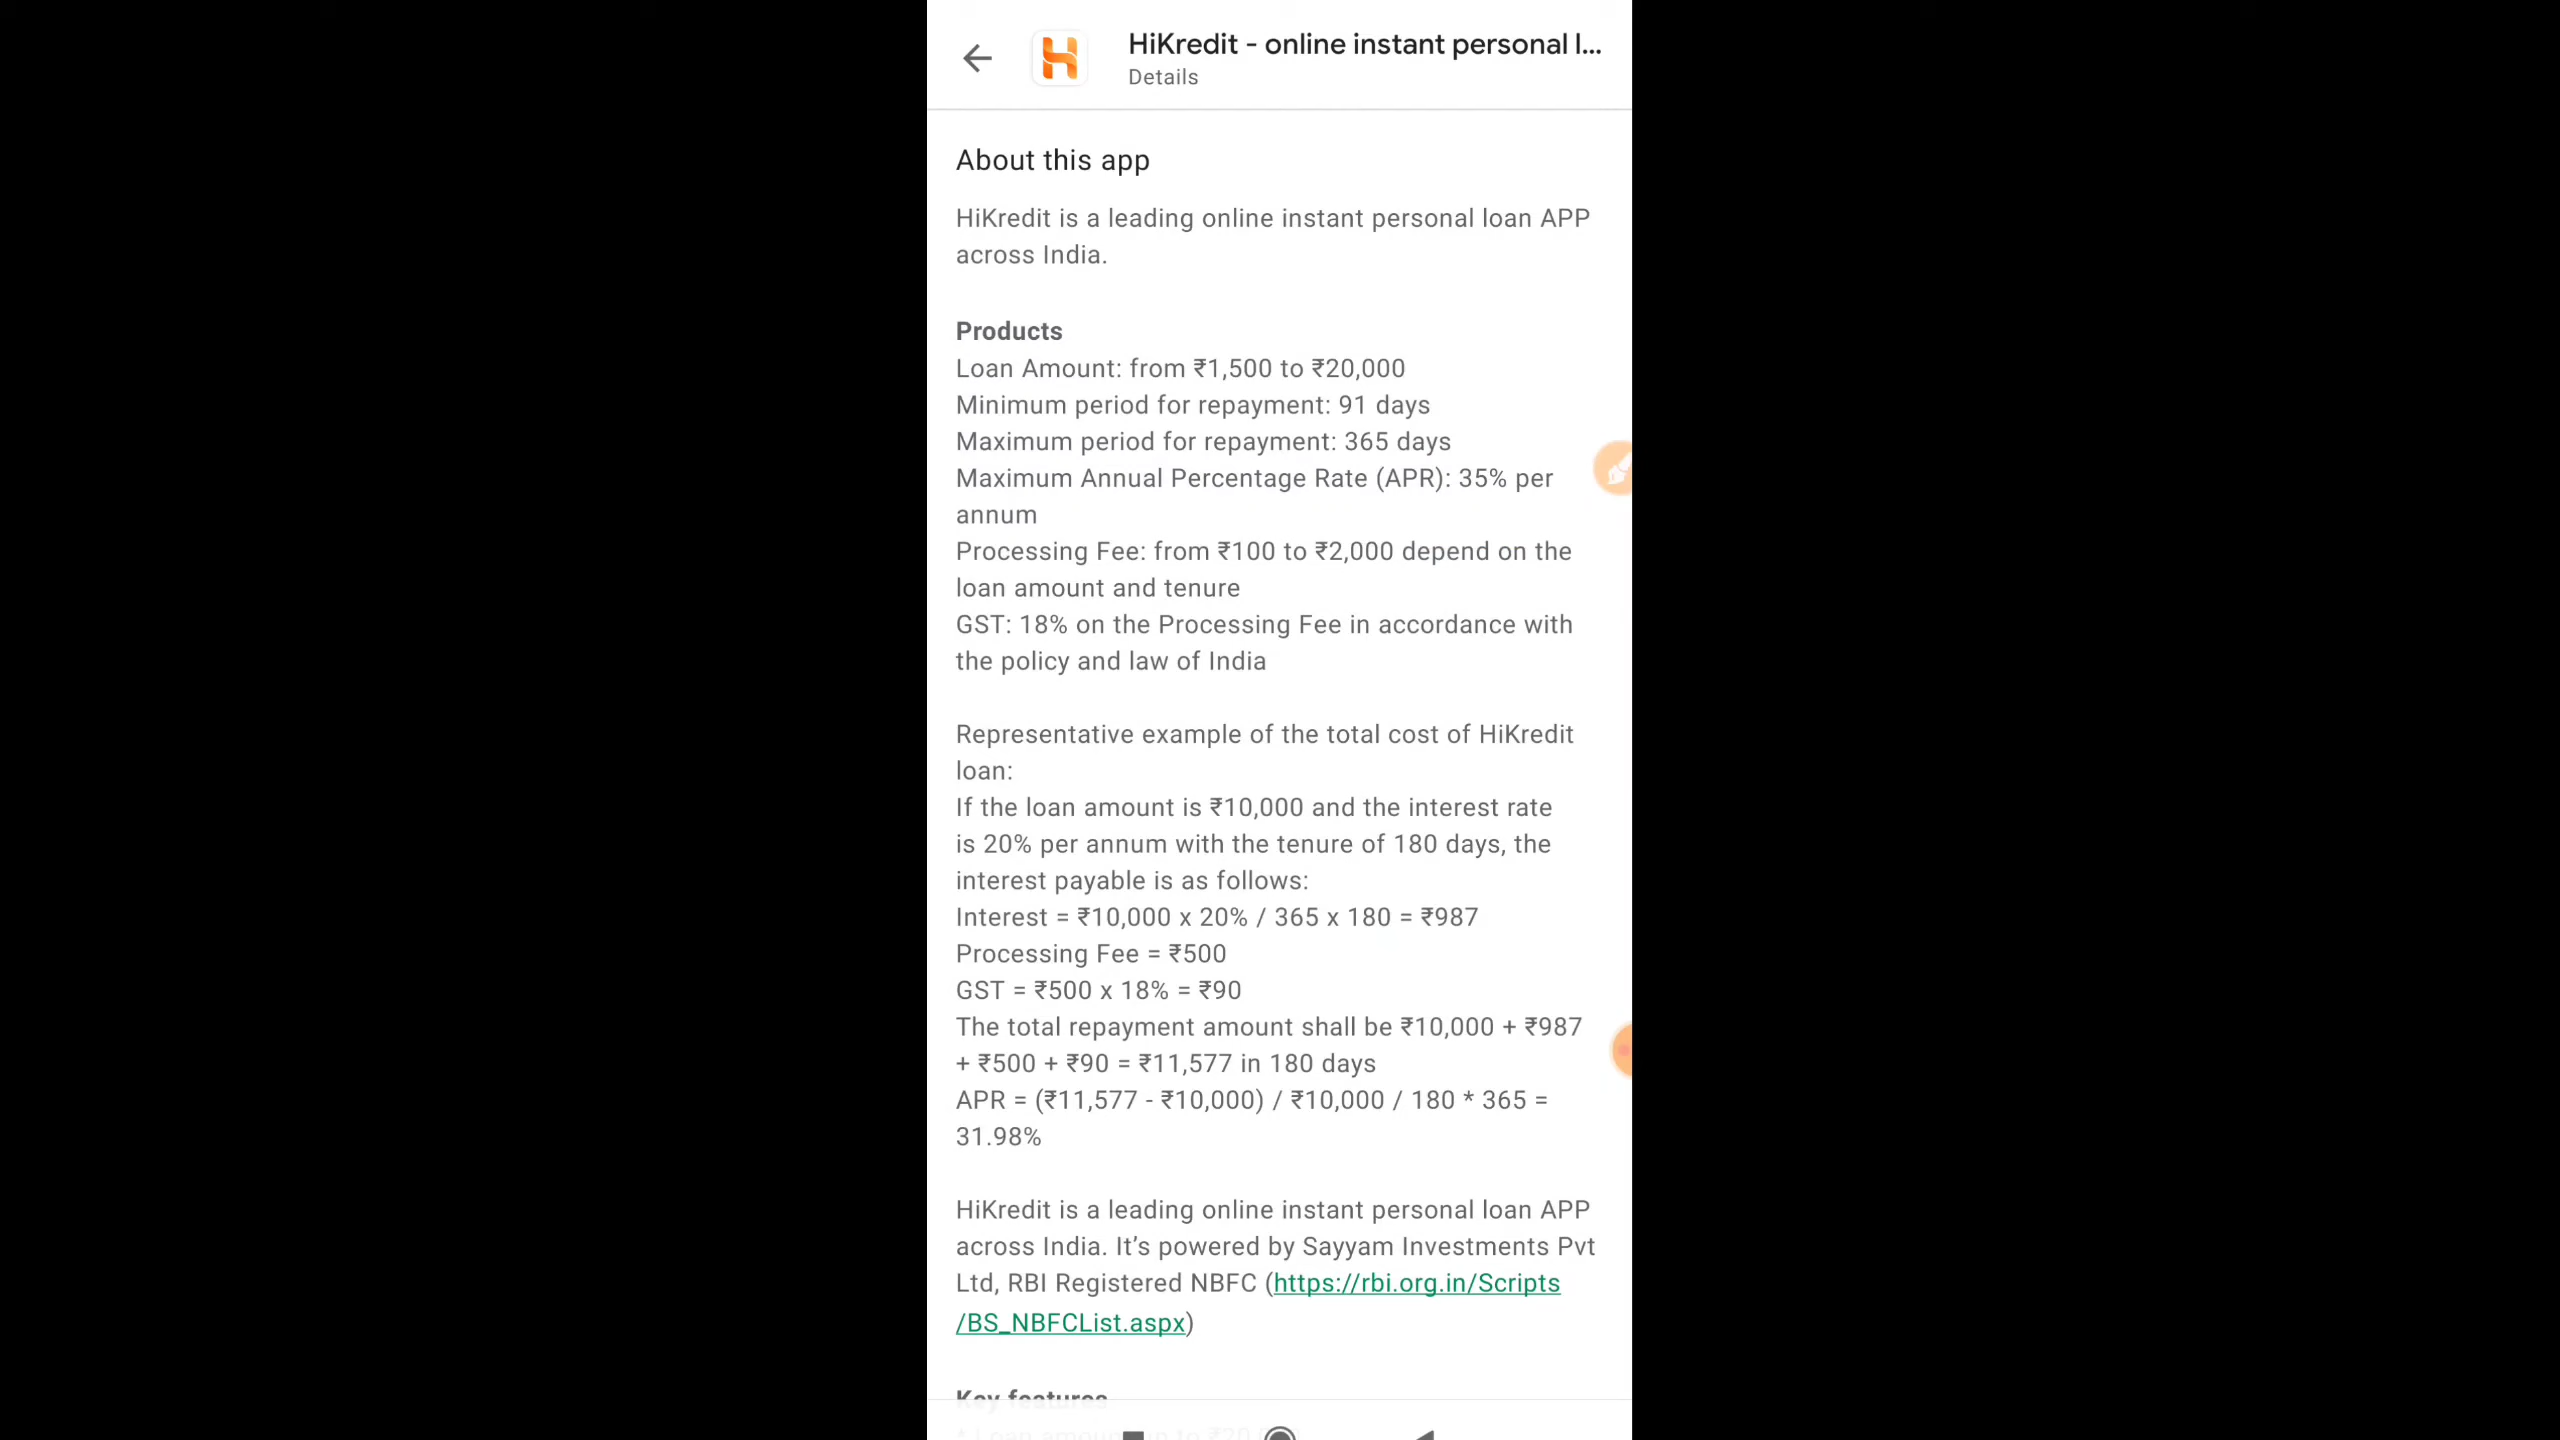 HiKredit - online instant personal l...
Details
About this app
HiKredit is a leading online instant personal loan APP
across India.
Products
Loan Amount: from ₹1,500 to ₹20,000
Minimum period for repayment: 91 days
Maximum period for repayment: 365 days
Maximum Annual Percentage Rate (APR): 35% per
annum
Processing Fee: from ₹100 to ₹2,000 depend on the
loan amount and tenure
GST: 18% on the Processing Fee in accordance with
the policy and law of India
Representative example of the total cost of HiKredit
loan:
If the loan amount is ₹10,000 and the interest rate
is 20% per annum with the tenure of 180 days, the
interest payable is as follows:
Interest = ₹10,000 x 20% / 365 x 180 = ₹987
Processing Fee = ₹500
GST = ₹500 x 18% = ₹90
The total repayment amount shall be ₹10,000 + ₹987
+ ₹500 + ₹90 = ₹11,577 in 180 days
APR = (₹11,577 - ₹10,000) / ₹10,000 / 180 * 365 =
31.98%
HiKredit is a leading online instant personal loan APP
across India. It’s powered by Sayyam Investments Pvt
Ltd, RBI Registered NBFC (https://rbi.org.in/Scripts
/BS_NBFCList.aspx)
Key features